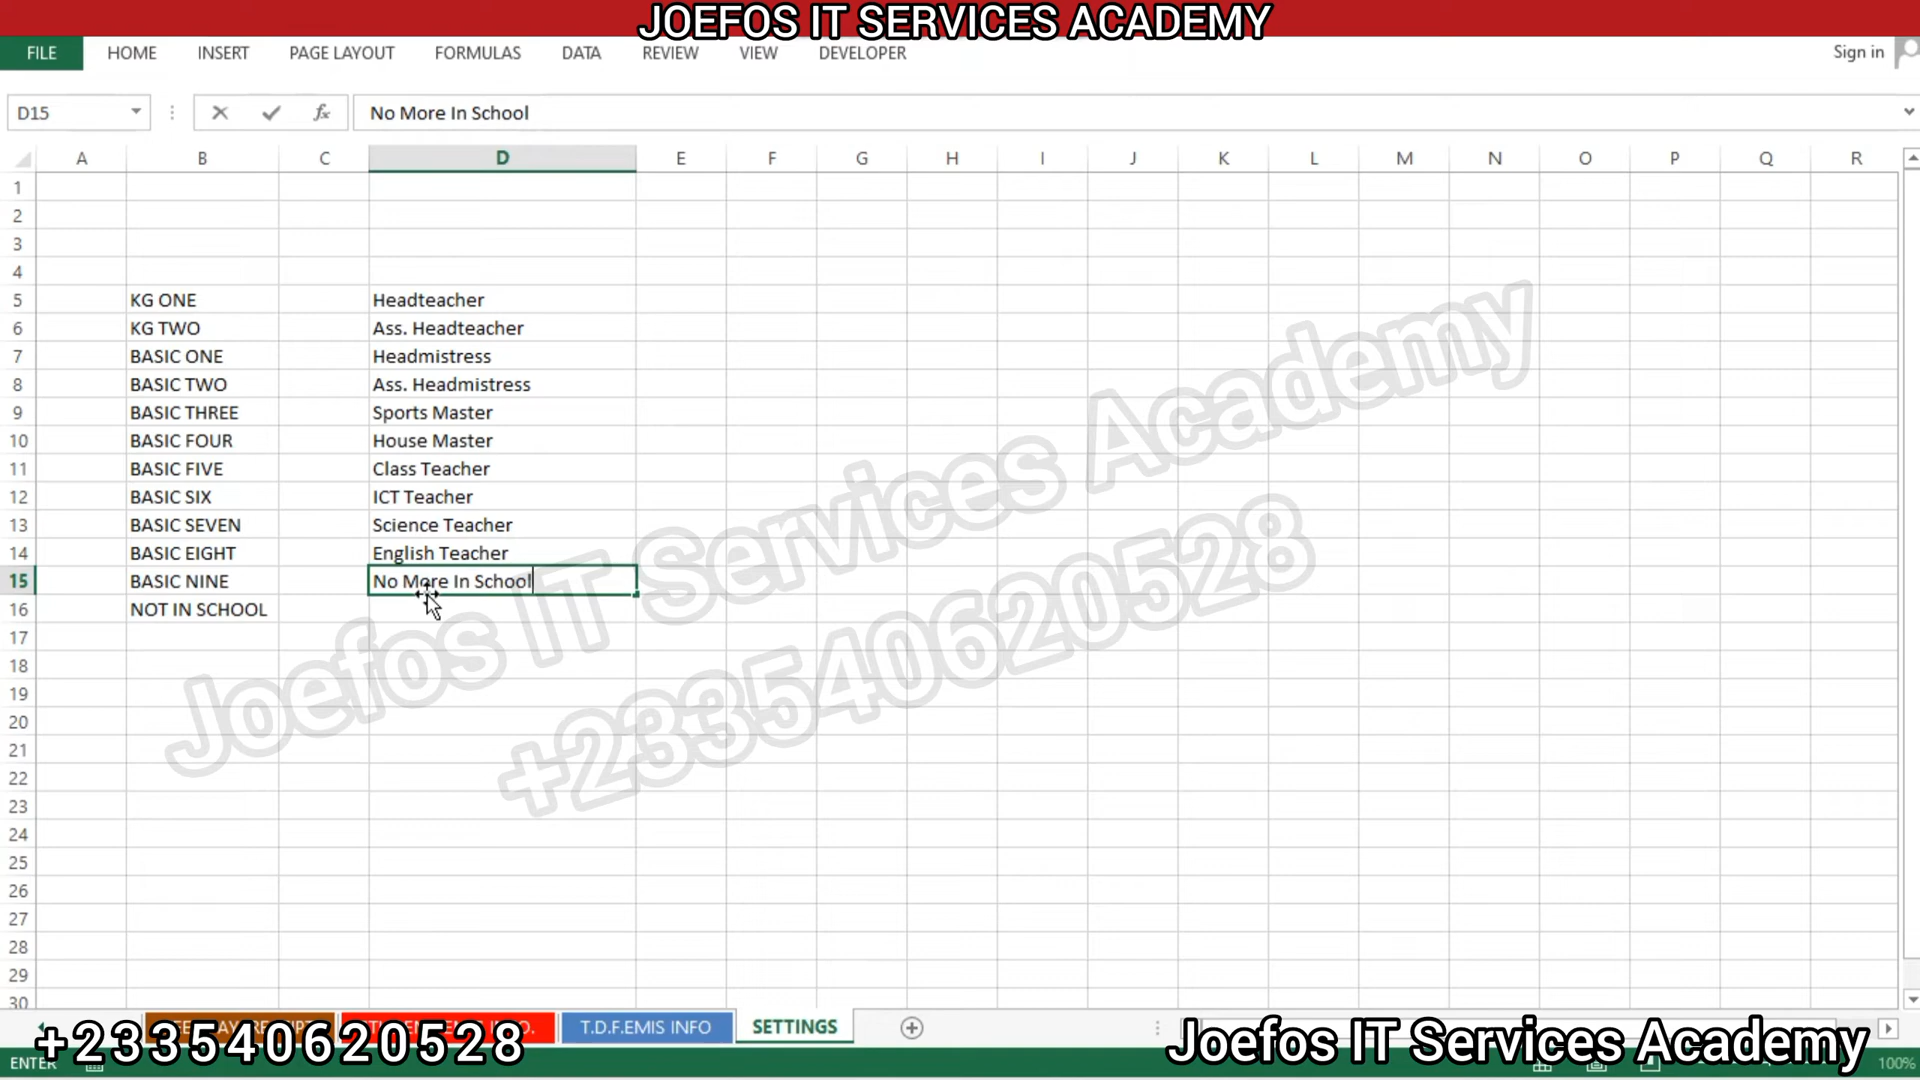 JOEFOS IT SERVICES ACADEMY
FILE HOME INSERT PAGE LAYOUT FORMULAS DATA REVIEW VIEW DEVELOPER Sign in
D15 fx No More In School
A B C D E F G H I J K L M N O P Q R
1
2
3
4
5 KG ONE Headteacher
6 KG TWO Ass. Headteacher
7 BASIC ONE Headmistress
8 BASIC TWO Ass. Headmistress
9 BASIC THREE Sports Master
10 BASIC FOUR House Master
11 BASIC FIVE Class Teacher
12 BASIC SIX ICT Teacher
13 BASIC SEVEN Science Teacher
14 BASIC EIGHT English Teacher
15 BASIC NINE No More In School
16 NOT IN SCHOOL
17
18
19
20
21
22
23
24
25
26
27
28
29
30
Joefos IT Services Academy
+233540620528
T.D.F.EMIS INFO SETTINGS
+233540620528 Joefos IT Services Academy
ENTER 100%